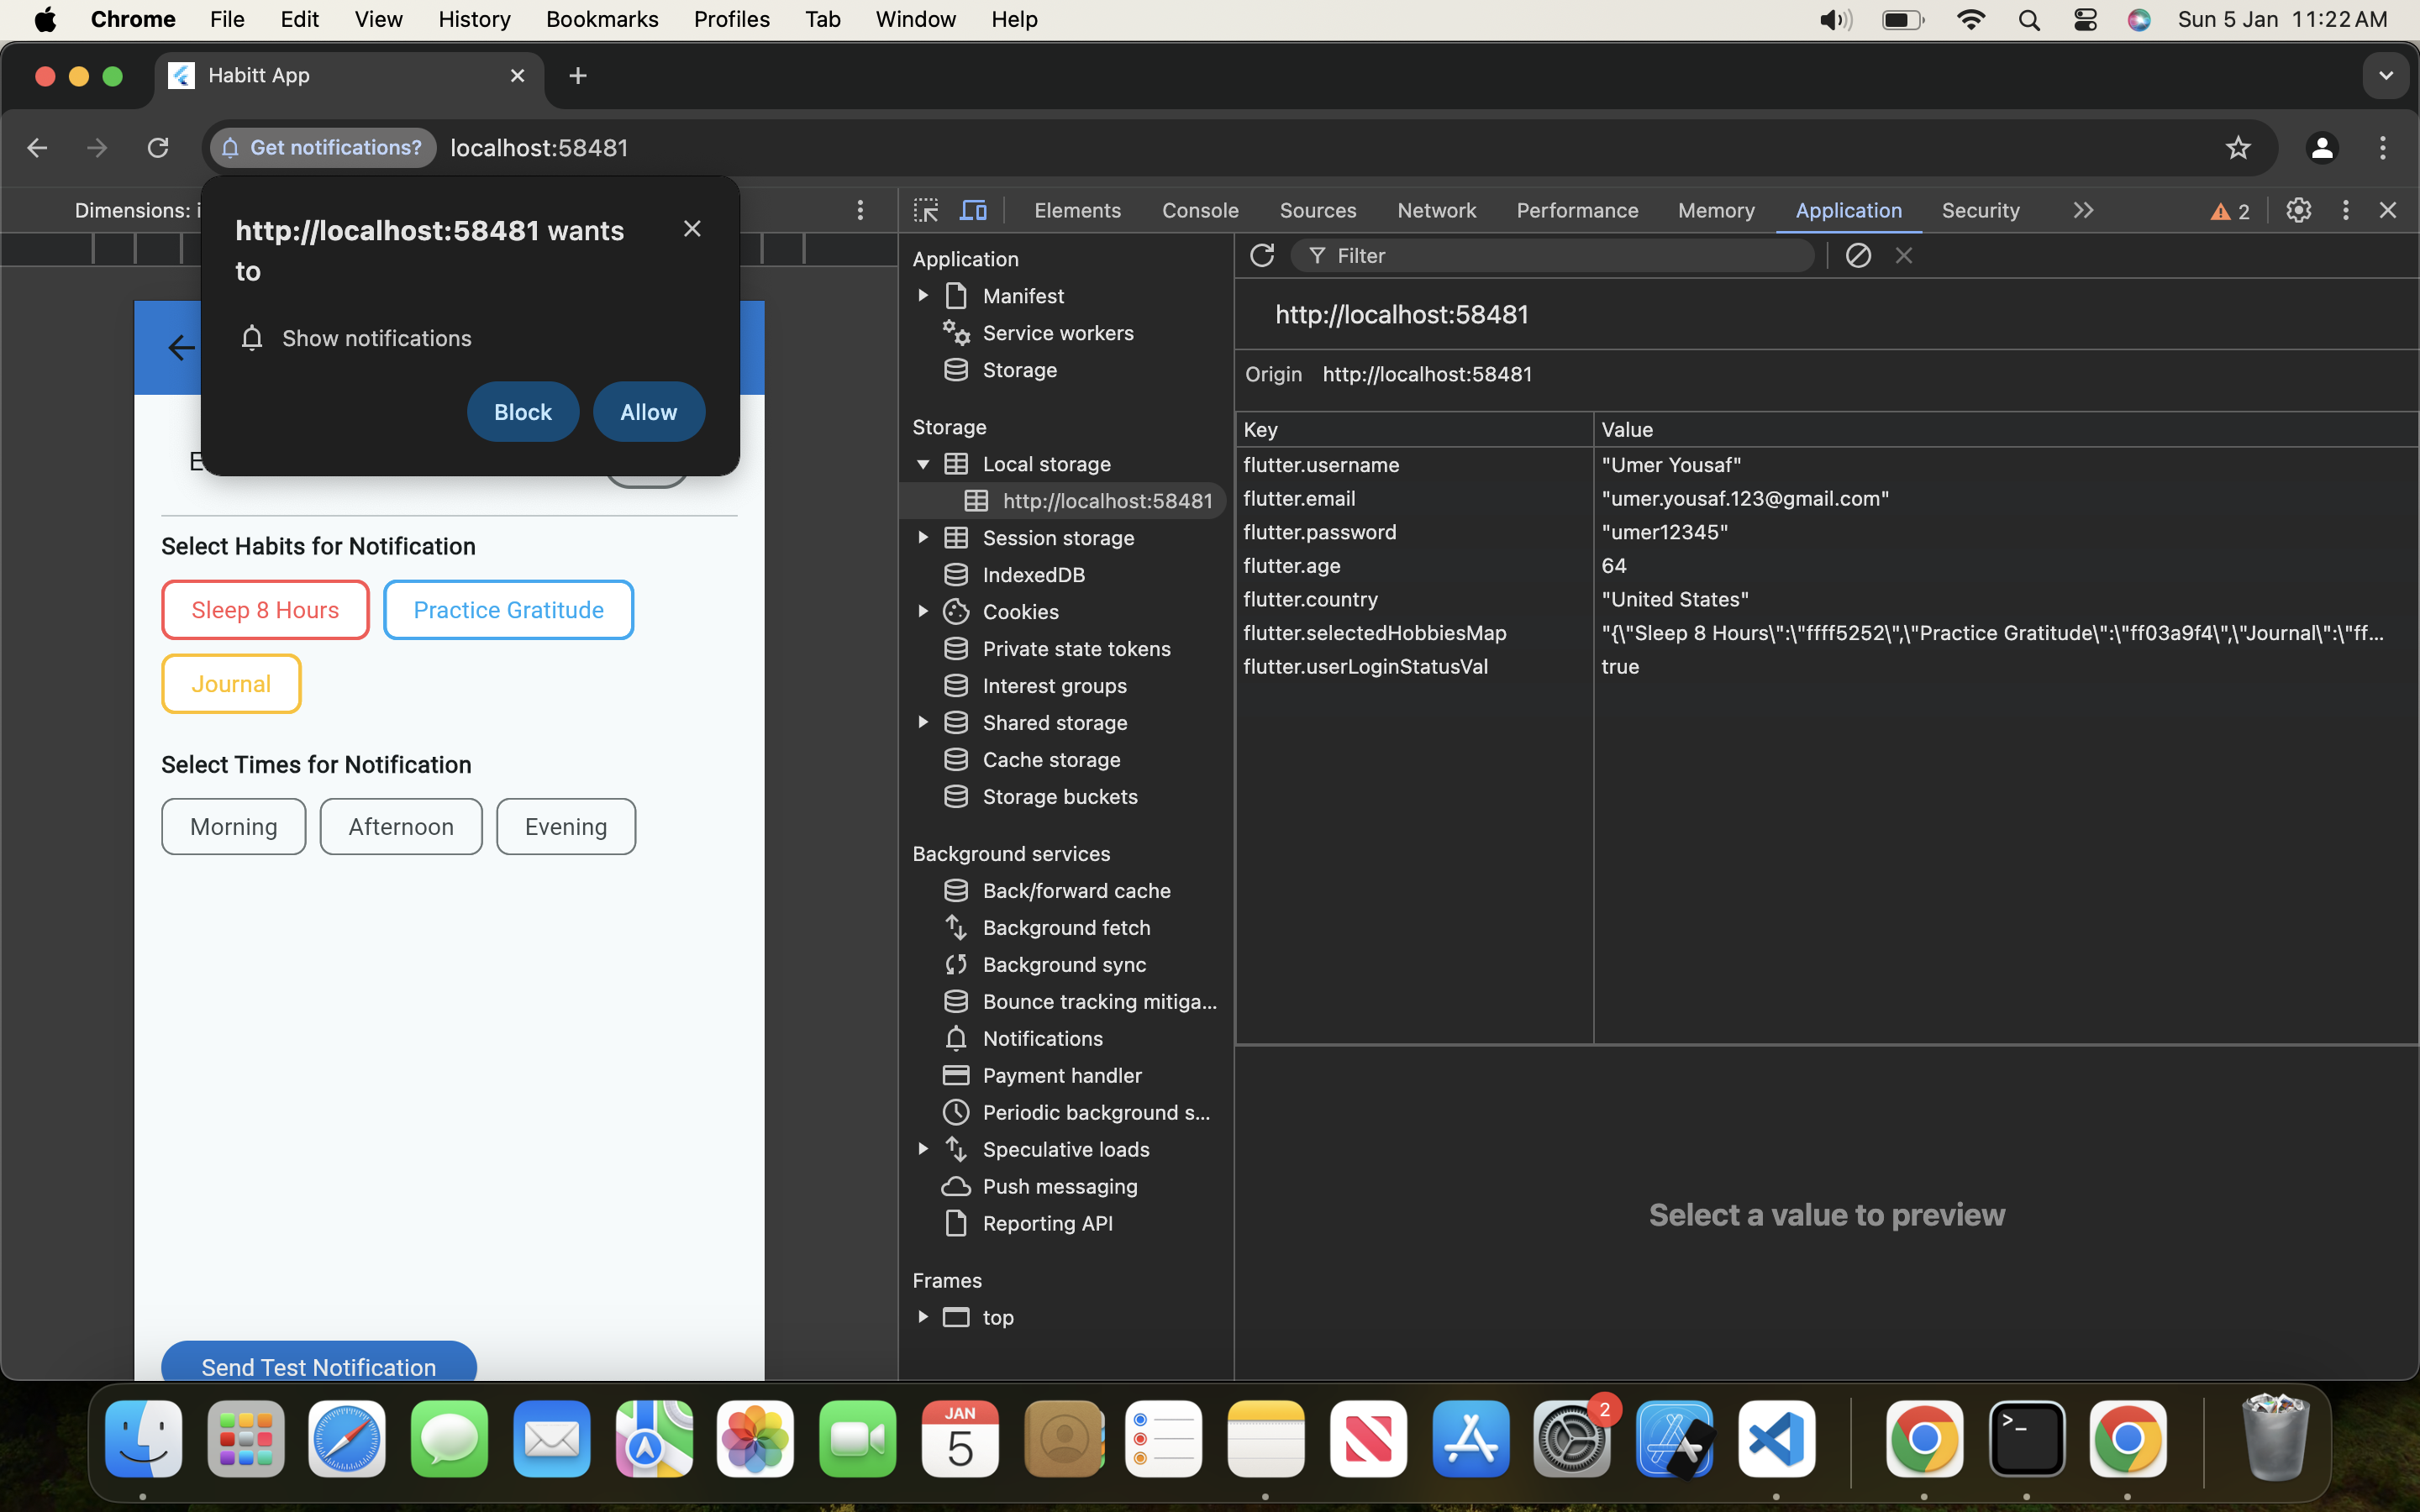 Chrome File Edit View History Bookmarks Profiles Tab Window Help Sun 5 Jan 11:22 AM
Habitt App
Get notifications? localhost:58481
Dimensions: i
http://localhost:58481 wants
to
Show notifications
Block Allow
E
Select Habits for Notification
Sleep 8 Hours Practice Gratitude
Journal
Select Times for Notification
Morning Afternoon Evening
Send Test Notification
Elements Console Sources Network Performance Memory Application Security 2
Application
Manifest
Service workers
Storage
Storage
Local storage
http://localhost:58481
Session storage
IndexedDB
Cookies
Private state tokens
Interest groups
Shared storage
Cache storage
Storage buckets
Background services
Back/forward cache
Background fetch
Background sync
Bounce tracking mitiga...
Notifications
Payment handler
Periodic background s...
Speculative loads
Push messaging
Reporting API
Frames
top
Filter
http://localhost:58481
Origin http://localhost:58481
Key Value
flutter.username "Umer Yousaf"
flutter.email "umer.yousaf.123@gmail.com"
flutter.password "umer12345"
flutter.age 64
flutter.country "United States"
flutter.selectedHobbiesMap "{\"Sleep 8 Hours\":\"ffff5252\",\"Practice Gratitude\":\"ff03a9f4\",\"Journal\":\"ff...
flutter.userLoginStatusVal true
Select a value to preview
JAN
5
2
>_